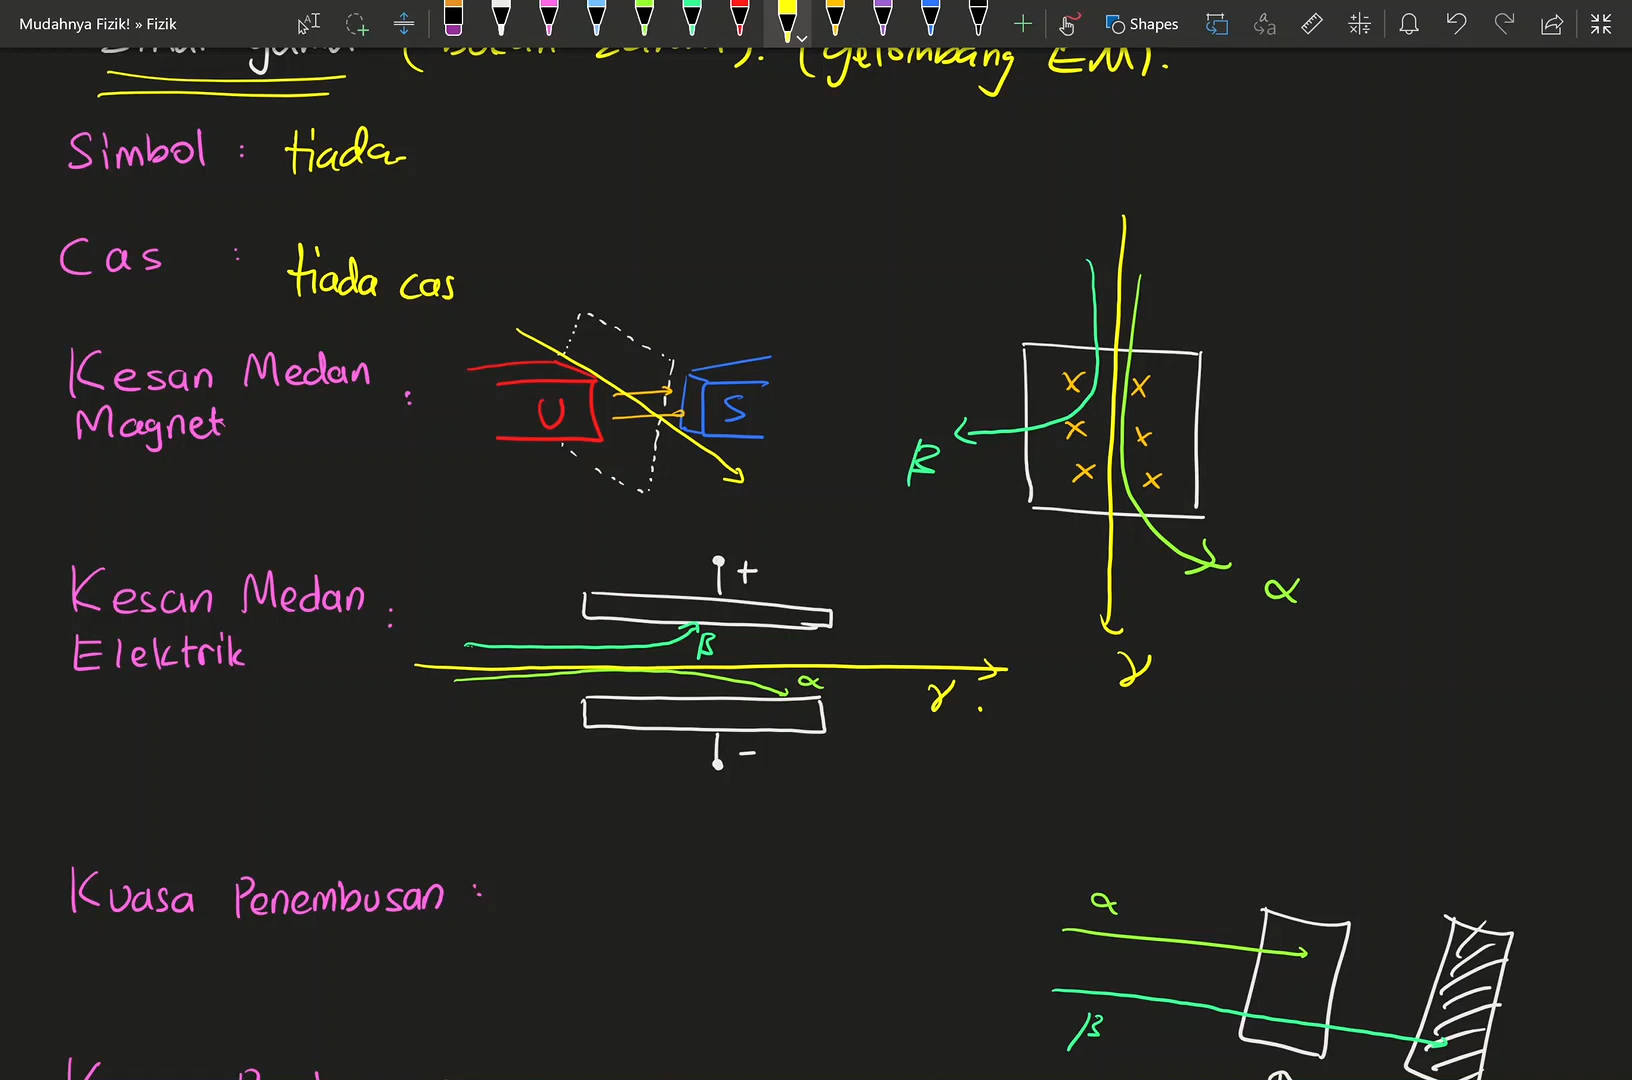 Mudahnya Fizik! » Fizik
Shapes
(gelombang EM).
Simbol : tiada
Cas : tiada cas
Kesan Medan Magnet :
U
S
x x
x x
x x
β
α
γ
Kesan Medan Elektrik :
+
β
α
γ.
-
Kuasa Penembusan :
α
β